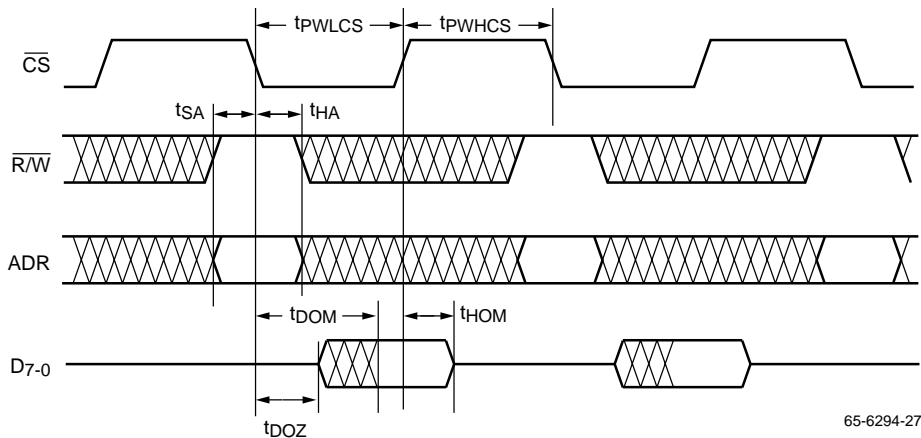 tPWLCS tPWHCS
CS
tSA tHA
R/W
ADR
tDOM tHOM
D7-0
tDOZ
65-6294-27